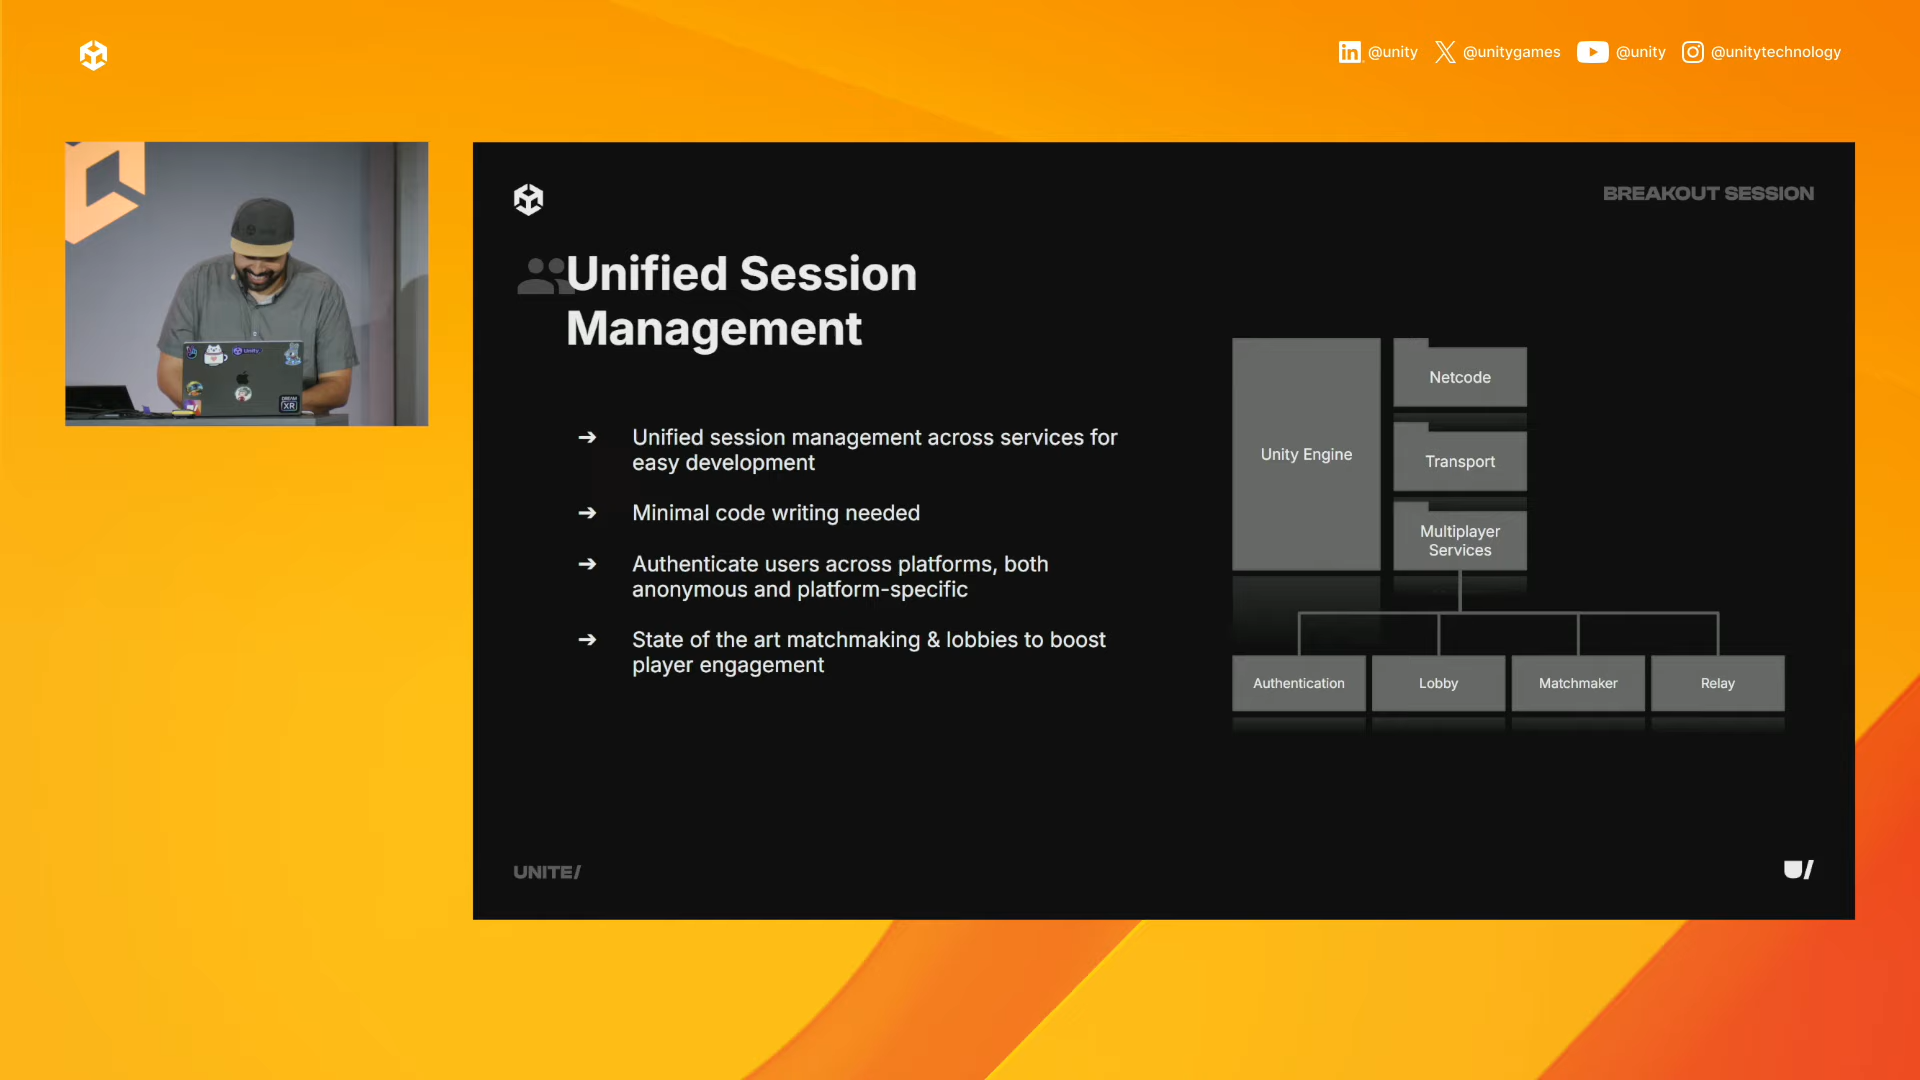 @unity @unitygames @unity @unitytechnology
BREAKOUT SESSION
Unified Session
Management
➔ Unified session management across services for
easy development
➔ Minimal code writing needed
➔ Authenticate users across platforms, both
anonymous and platform-specific
➔ State of the art matchmaking & lobbies to boost
player engagement
Unity Engine
Netcode
Transport
Multiplayer
Services
Authentication
Lobby
Matchmaker
Relay
UNITE/
U/
unity
XR